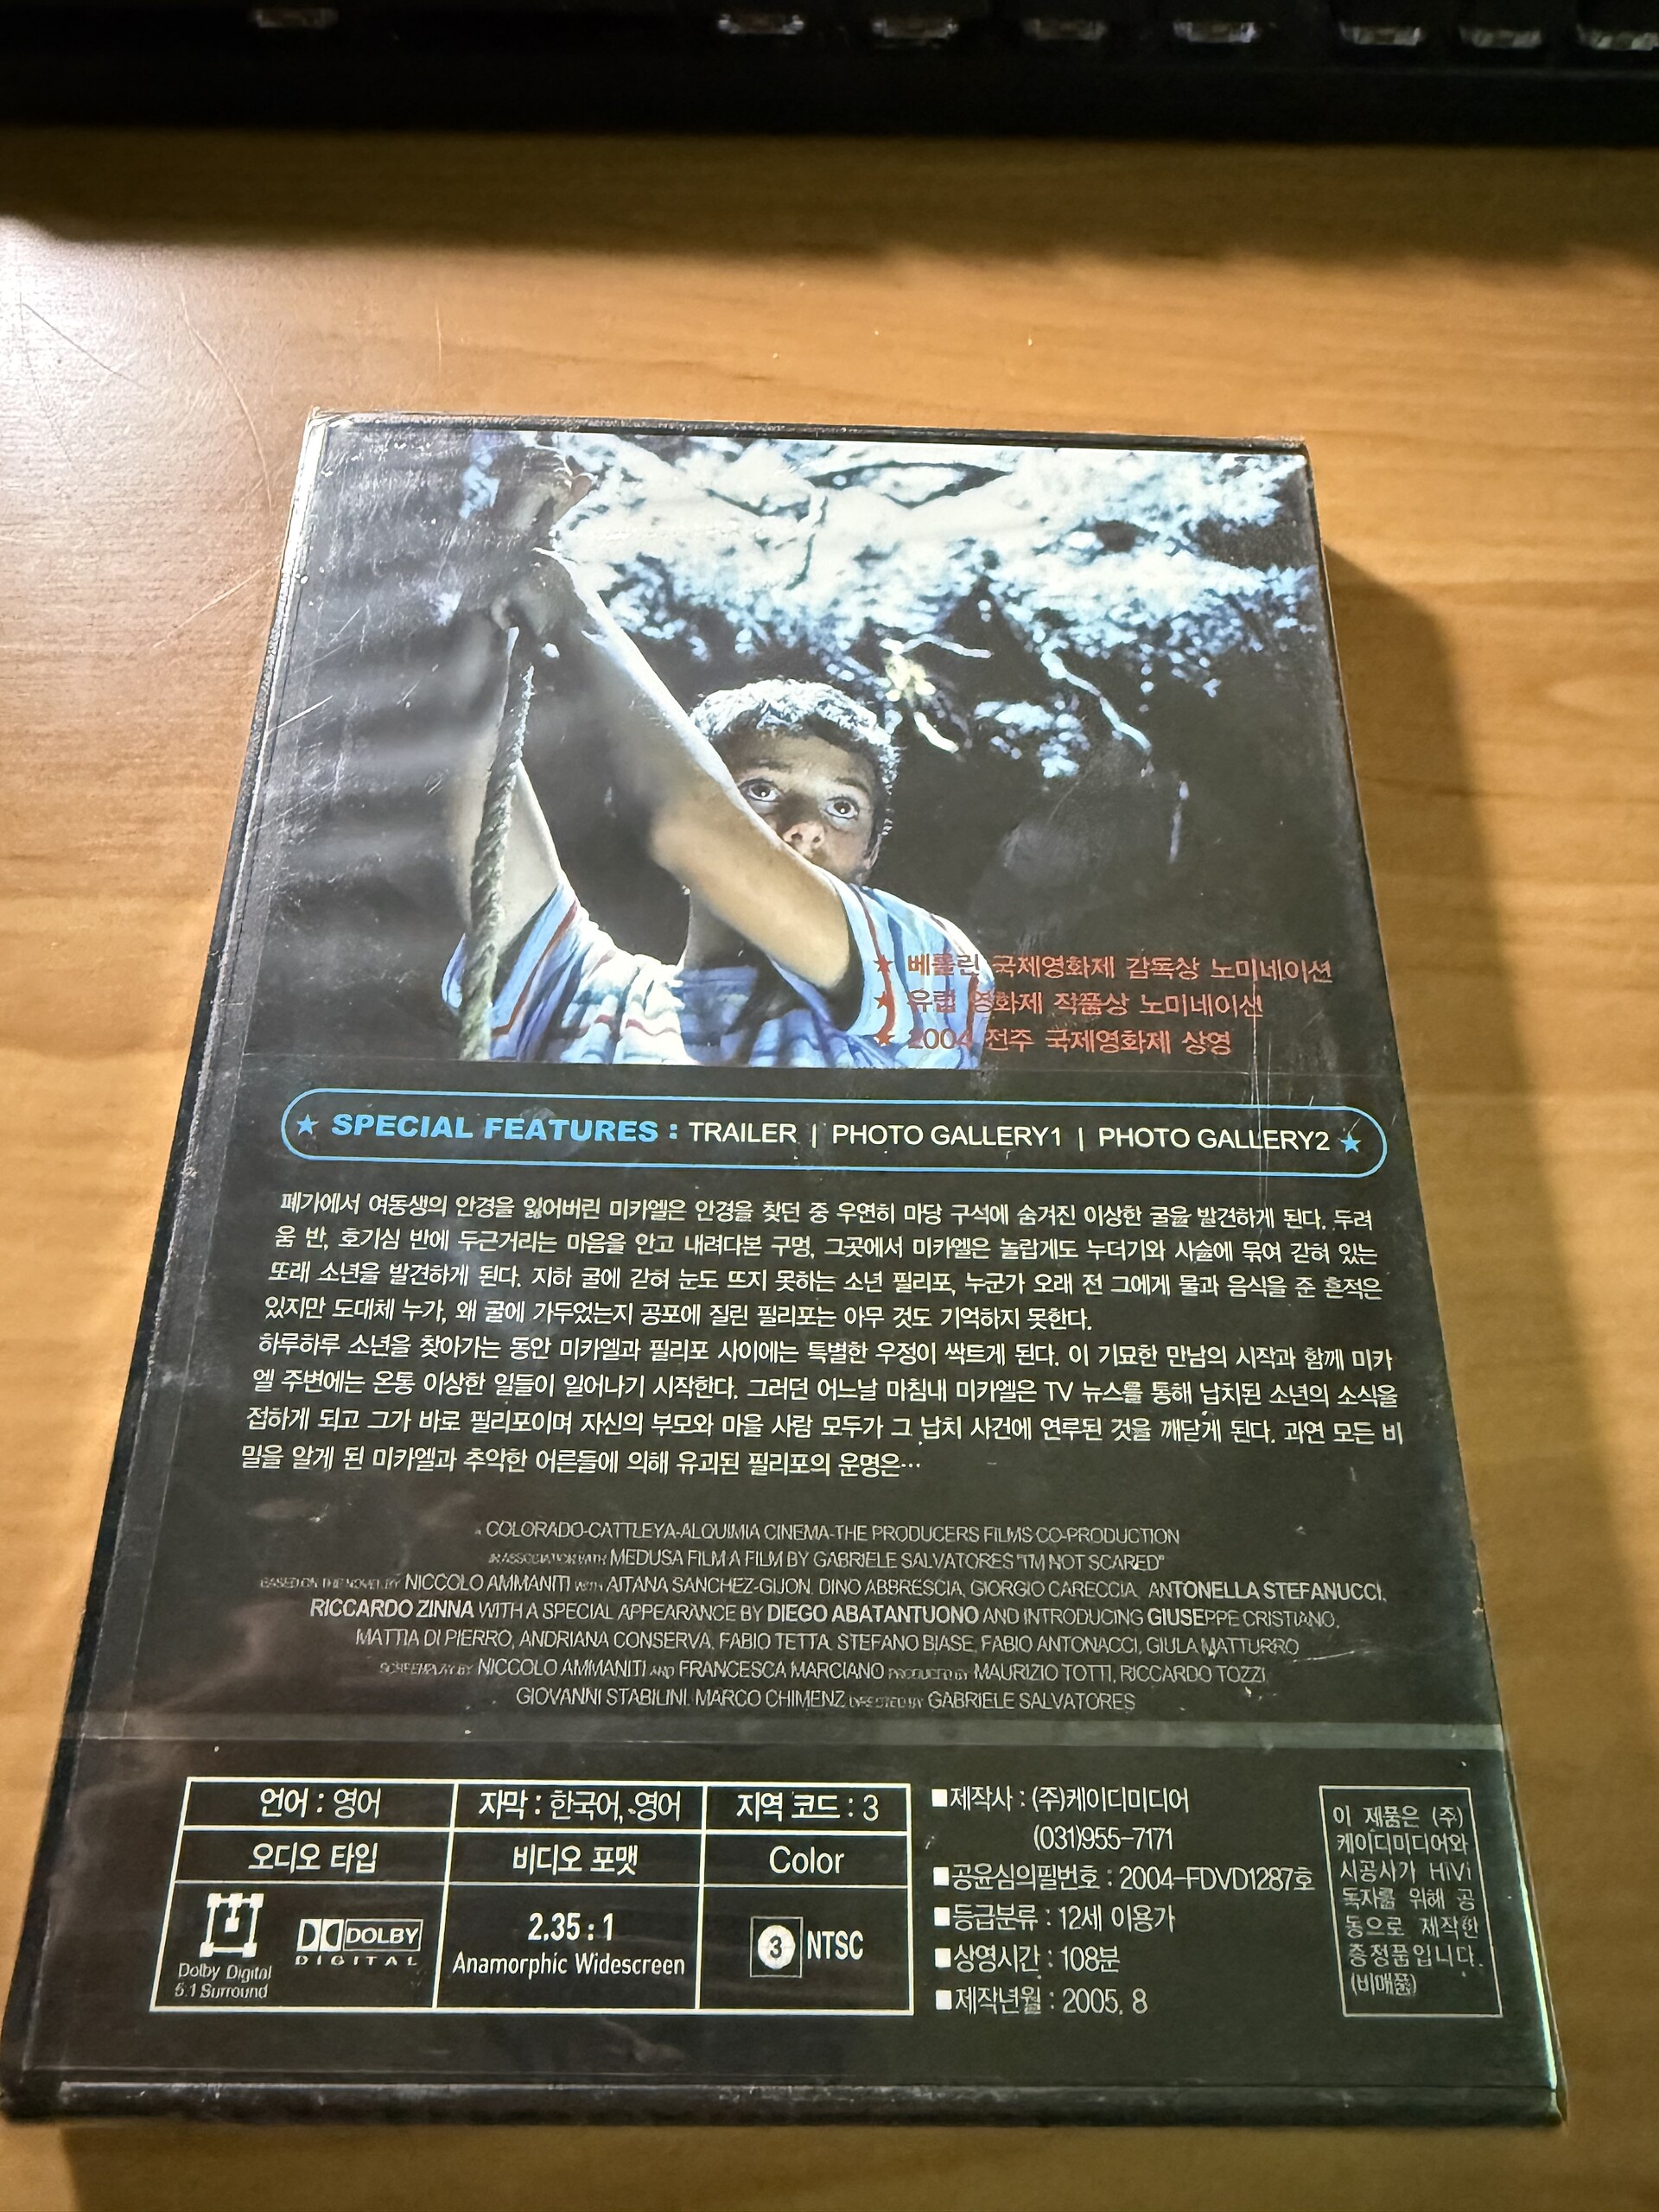 ★ 베를린 국제영화제 감독상 노미네이션
★ 유럽 영화제 작품상 노미네이션
★ 2004 전주 국제영화제 상영
★ SPECIAL FEATURES : TRAILER | PHOTO GALLERY1 | PHOTO GALLERY2 ★
폐가에서 여동생의 안경을 잃어버린 미카엘은 안경을 찾던 중 우연히 마당 구석에 숨겨진 이상한 굴을 발견하게 된다. 두려
움 반, 호기심 반에 두근거리는 마음을 안고 내려다본 구멍, 그곳에서 미카엘은 놀랍게도 누더기와 사슬에 묶여 갇혀 있는
또래 소년을 발견하게 된다. 지하 굴에 갇혀 눈도 뜨지 못하는 소년 필리포, 누군가 오래 전 그에게 물과 음식을 준 흔적은
있지만 도대체 누가, 왜 굴에 가두었는지 공포에 질린 필리포는 아무 것도 기억하지 못한다.
하루하루 소년을 찾아가는 동안 미카엘과 필리포 사이에는 특별한 우정이 싹트게 된다. 이 기묘한 만남의 시작과 함께 미카
엘 주변에는 온통 이상한 일들이 일어나기 시작한다. 그러던 어느날 마침내 미카엘은 TV 뉴스를 통해 납치된 소년의 소식을
접하게 되고 그가 바로 필리포이며 자신의 부모와 마을 사람 모두가 그 납치 사건에 연루된 것을 깨닫게 된다. 과연 모든 비
밀을 알게 된 미카엘과 추악한 어른들에 의해 유괴된 필리포의 운명은…
A COLORADO-CATTLEYA-ALQUIMIA CINEMA-THE PRODUCERS FILMS CO-PRODUCTION
IN ASSOCIATION WITH MEDUSA FILM A FILM BY GABRIELE SALVATORES "I'M NOT SCARED"
BASED ON THE NOVEL BY NICCOLO AMMANITI WITH AITANA SANCHEZ-GIJON, DINO ABBRESCIA, GIORGIO CARECCIA, ANTONELLA STEFANUCCI,
RICCARDO ZINNA WITH A SPECIAL APPEARANCE BY DIEGO ABATANTUONO AND INTRODUCING GIUSEPPE CRISTIANO,
MATTIA DI PIERRO, ANDRIANA CONSERVA, FABIO TETTA, STEFANO BIASE, FABIO ANTONACCI, GIULA MATTURRO
SCREENPLAY BY NICCOLO AMMANITI AND FRANCESCA MARCIANO PRODUCED BY MAURIZIO TOTTI, RICCARDO TOZZI
GIOVANNI STABILINI, MARCO CHIMENZ DIRECTED BY GABRIELE SALVATORES
언어 : 영어
자막 : 한국어, 영어
지역 코드 : 3
오디오 타입
비디오 포맷
Color
Dolby Digital
5.1 Surround
DOLBY
DIGITAL
2.35 : 1
Anamorphic Widescreen
3 NTSC
■제작사 : (주)케이디미디어
(031)955-7171
■공윤심의필번호 : 2004-FDVD1287호
■등급분류 : 12세 이용가
■상영시간 : 108분
■제작년월 : 2005. 8
이 제품은 (주)
케이디미디어와
시공사가 HiVi
독자를 위해 공
동으로 제작한
증정품입니다.
(비매품)